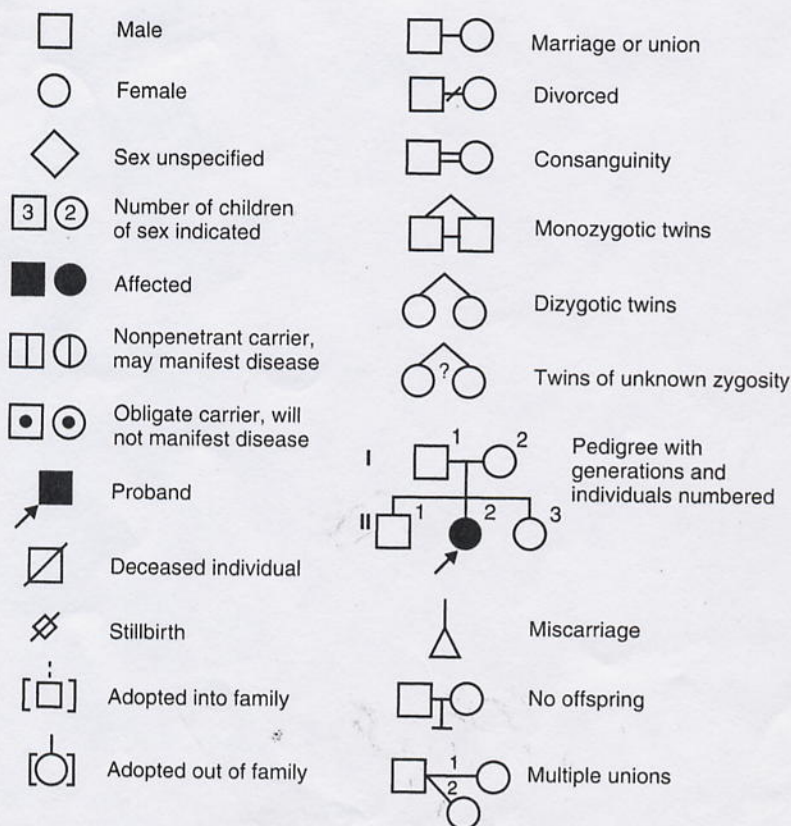 Male
Female
Sex unspecified
3 2 Number of children
of sex indicated
Affected
Nonpenetrant carrier,
may manifest disease
Obligate carrier, will
not manifest disease
Proband
Deceased individual
Stillbirth
Adopted into family
Adopted out of family
Marriage or union
Divorced
Consanguinity
Monozygotic twins
Dizygotic twins
? Twins of unknown zygosity
I 1 2
II 1 2 3
Pedigree with
generations and
individuals numbered
Miscarriage
No offspring
1
2
Multiple unions